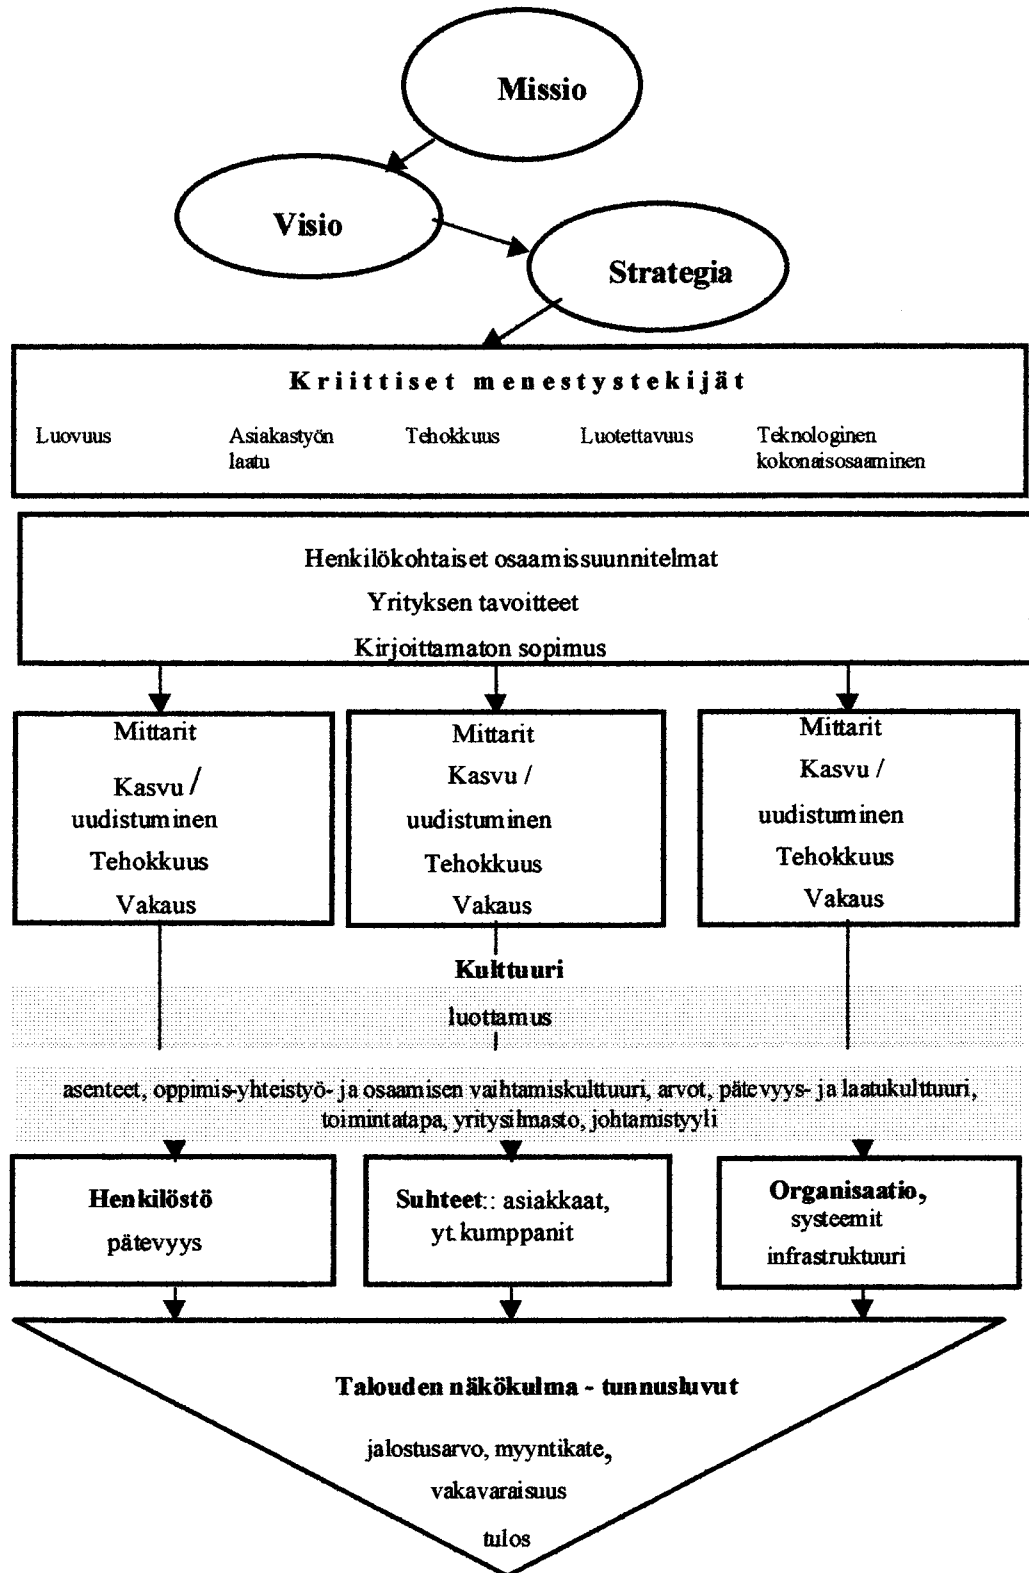 Missio
Visio
Strategia
Kriittiset menestystekijät
Luovuus
Asiakastyön
laatu
Tehokkuus
Luotettavuus
Teknologinen
kokonaisosaaminen
Henkilökohtaiset osaamissuunnitelmat
Yrityksen tavoitteet
Kirjoittamaton sopimus
Mittarit
Kasvu /
uudistuminen
Tehokkuus
Vakaus
Mittarit
Kasvu /
uudistuminen
Tehokkuus
Vakaus
Mittarit
Kasvu /
uudistuminen
Tehokkuus
Vakaus
Kulttuuri
luottamus
asenteet, oppimis-yhteistyö- ja osaamisen vaihtamiskulttuuri, arvot, pätevyys- ja laatukulttuuri,
toimintatapa, yritysilmasto, johtamistyyli
Henkilöstö
pätevyys
Suhteet:: asiakkaat,
yt.kumppanit
Organisaatio,
systeemit
infrastruktuuri
Talouden näkökulma - tunnusluvut
jalostusarvo, myyntikate,
vakavaraisuus
tulos